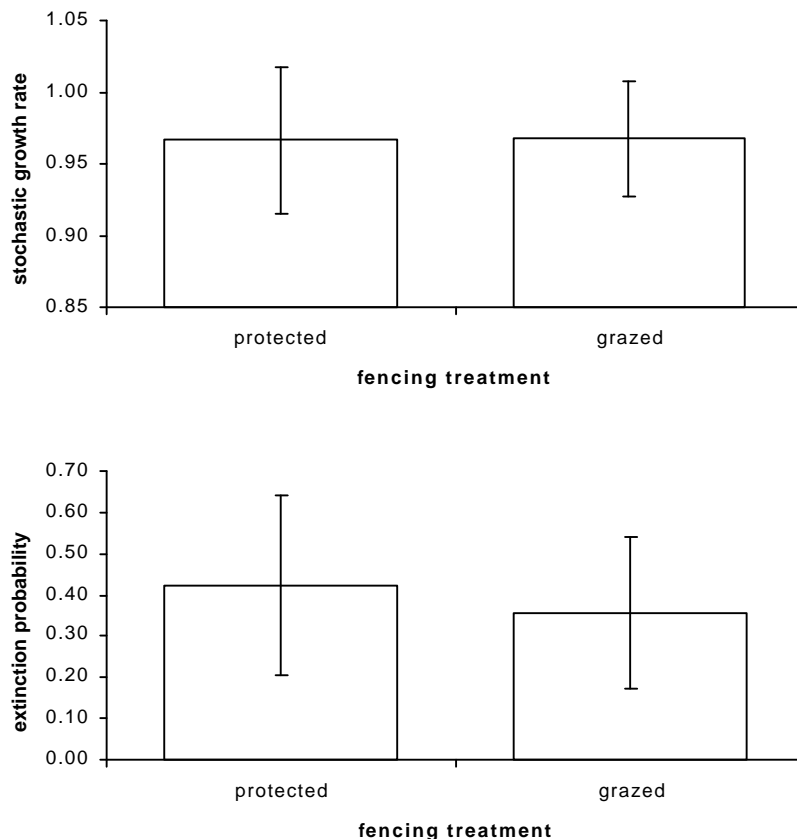 1.05
1.00
0.95
0.90
0.85
stochastic growth rate
protected grazed
fencing treatment
0.70
0.60
0.50
0.40
0.30
0.20
0.10
0.00
extinction probability
protected grazed
fencing treatment